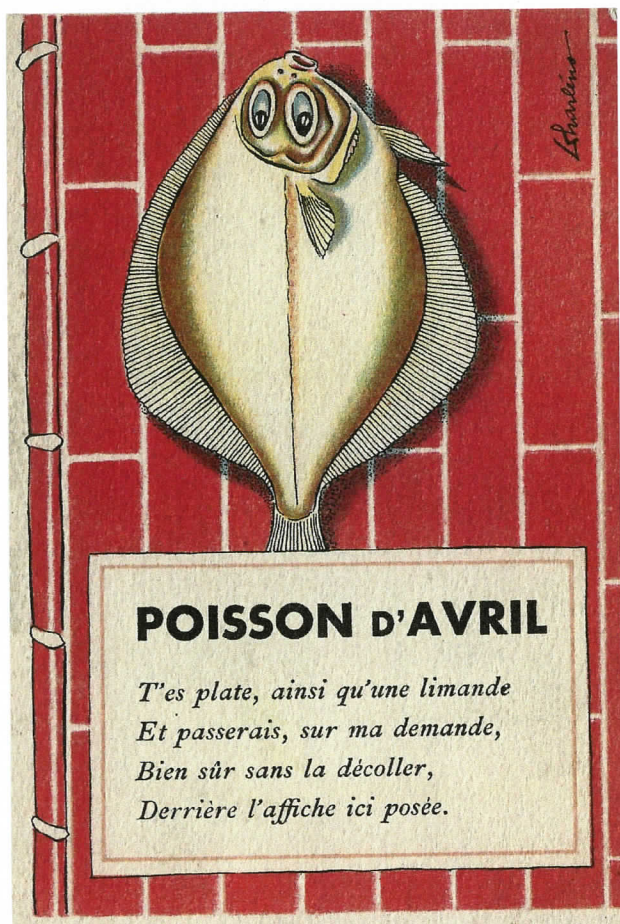 Charleino
POISSON D'AVRIL
T'es plate, ainsi qu'une limande
Et passerais, sur ma demande,
Bien sûr sans la décoller,
Derrière l'affiche ici posée.